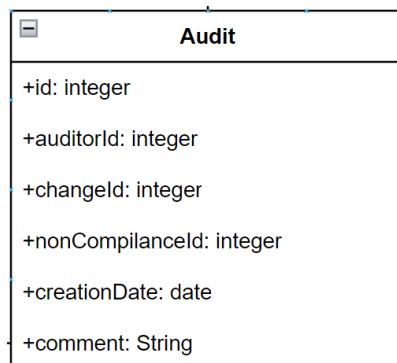 Audit
+id: integer
+auditorId: integer
+changeId: integer
+nonCompilanceId: integer
+creationDate: date
+comment: String